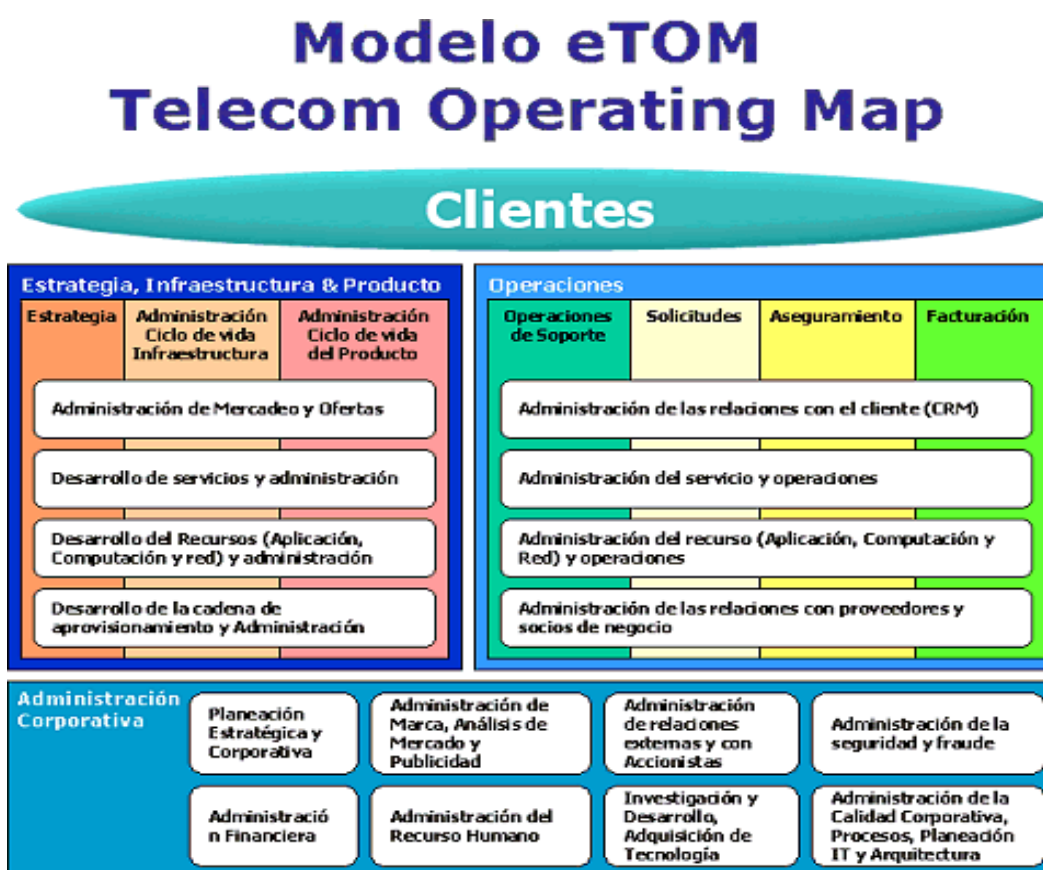 Modelo eTOM
Telecom Operating Map
Clientes
Estrategia, Infraestructura & Producto
Estrategia
Administración
Ciclo de vida
Infraestructura
Administración
Ciclo de vida
del Producto
Administración de Mercadeo y Ofertas
Desarrollo de servicios y administración
Desarrollo del Recursos (Aplicación,
Computación y red) y administración
Desarrollo de la cadena de
aprovisionamiento y Administración
Operaciones
Operaciones
de Soporte
Solicitudes
Aseguramiento
Facturación
Administración de las relaciones con el cliente (CRM)
Administración del servicio y operaciones
Administración del recurso (Aplicación, Computación y
Red) y operaciones
Administración de las relaciones con proveedores y
socios de negocio
Administración
Corporativa
Planeación
Estratégica y
Corporativa
Administración de
Marca, Análisis de
Mercado y
Publicidad
Administración
de relaciones
externas y con
Accionistas
Administración de la
seguridad y fraude
Administració
n Financiera
Administración del
Recurso Humano
Investigación y
Desarrollo,
Adquisición de
Tecnología
Administración de la
Calidad Corporativa,
Procesos, Planeación
IT y Arquitectura